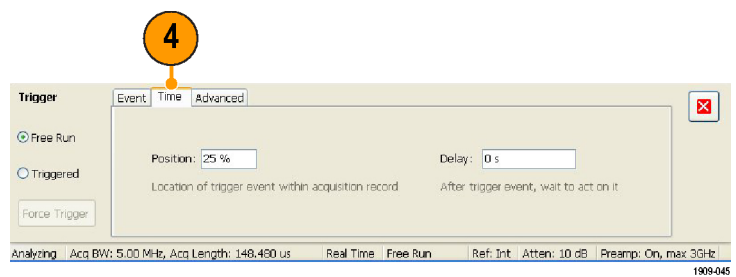 4
Trigger
Event Time Advanced
Free Run
Position: 25 % Delay: 0 s
Triggered
Location of trigger event within acquisition record After trigger event, wait to act on it
Force Trigger
Analyzing Acq BW: 5.00 MHz, Acq Length: 148.480 us Real Time Free Run Ref: Int Atten: 10 dB Preamp: On, max 3GHz
1909-045